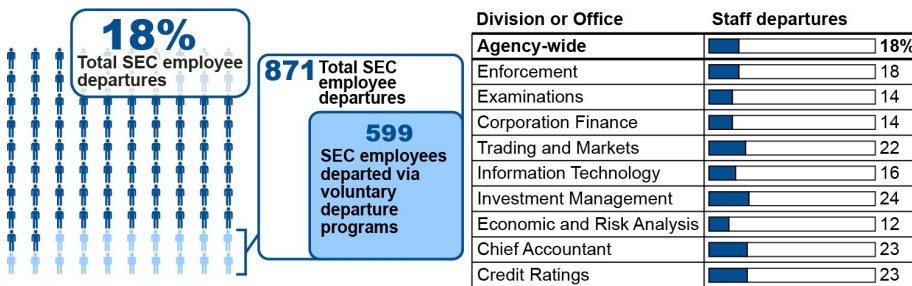 18%
Total SEC employee
departures
871 Total SEC
employee
departures
599
SEC employees
departed via
voluntary
departure
programs
Division or Office Staff departures
Agency-wide 18%
Enforcement 18
Examinations 14
Corporation Finance 14
Trading and Markets 22
Information Technology 16
Investment Management 24
Economic and Risk Analysis 12
Chief Accountant 23
Credit Ratings 23